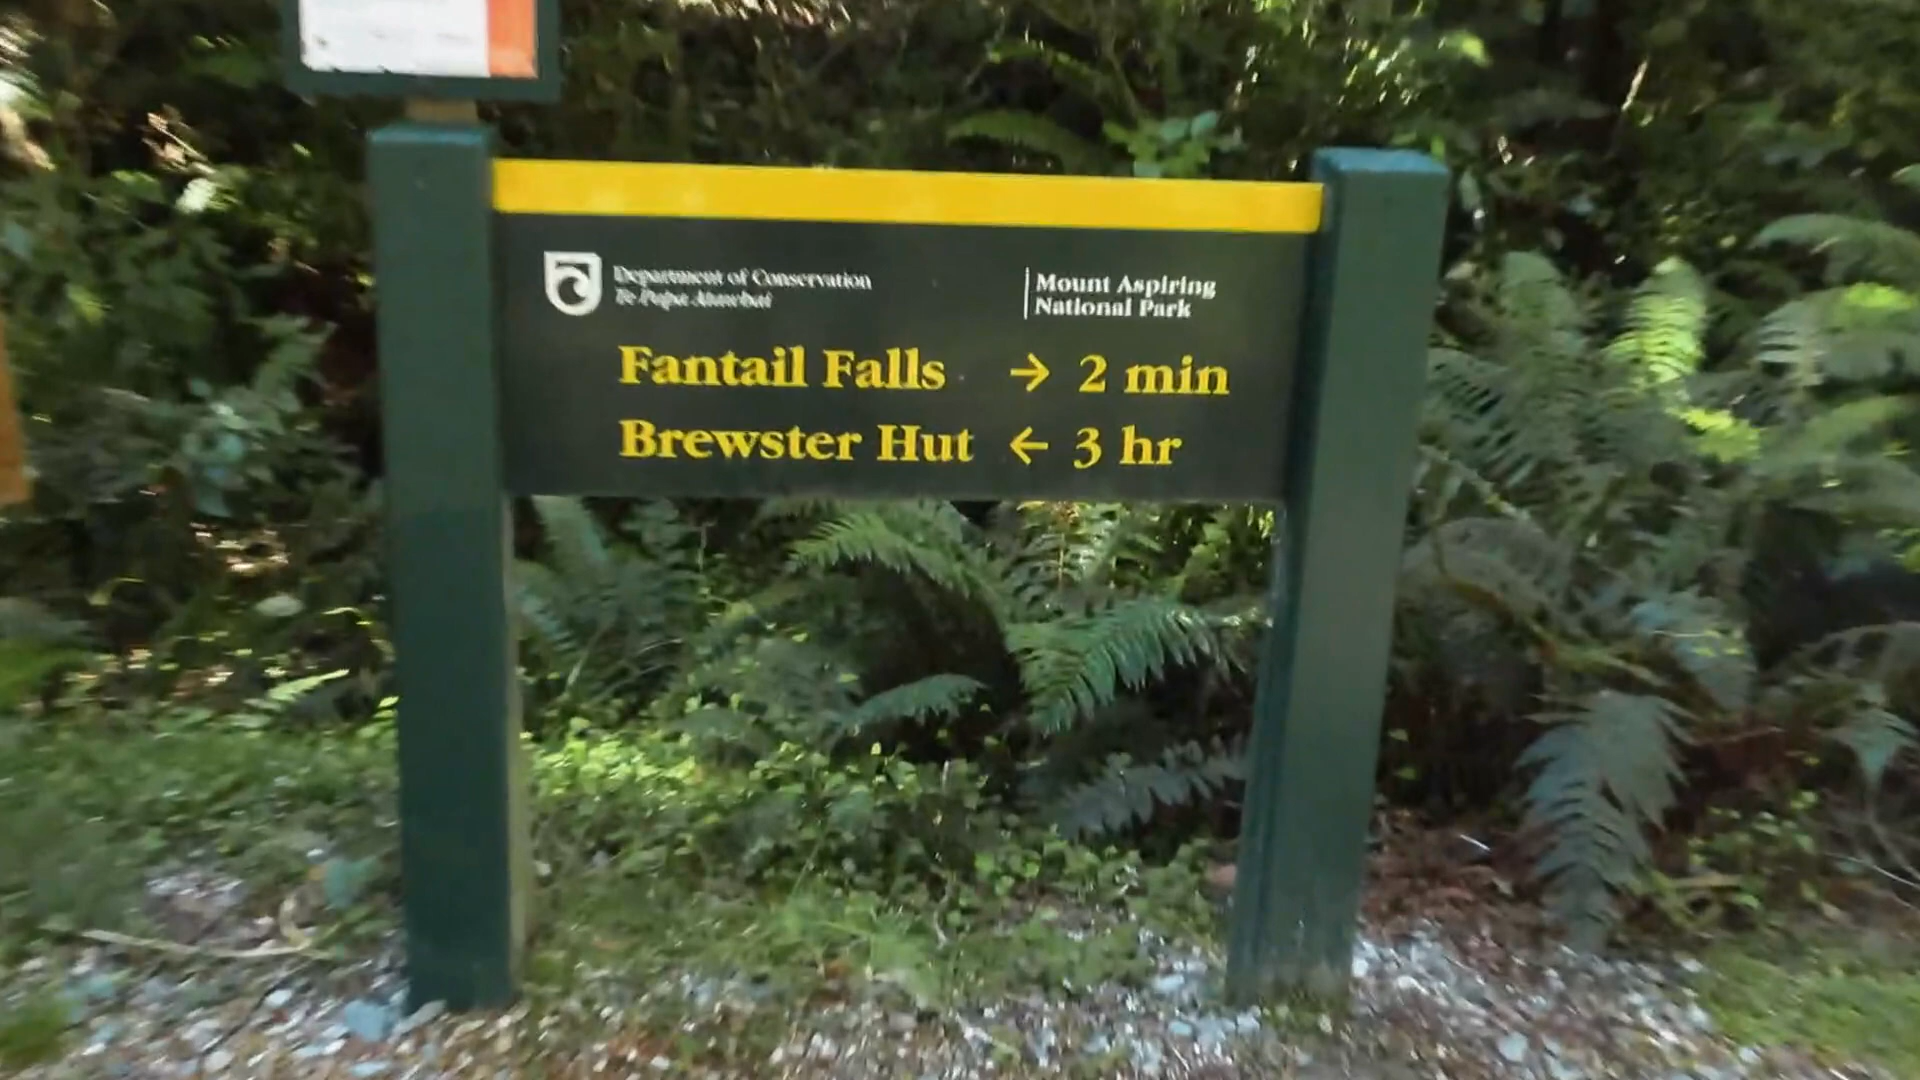 Department of Conservation
Te Papa Atawhai
Mount Aspiring
National Park
Fantail Falls → 2 min
Brewster Hut ← 3 hr